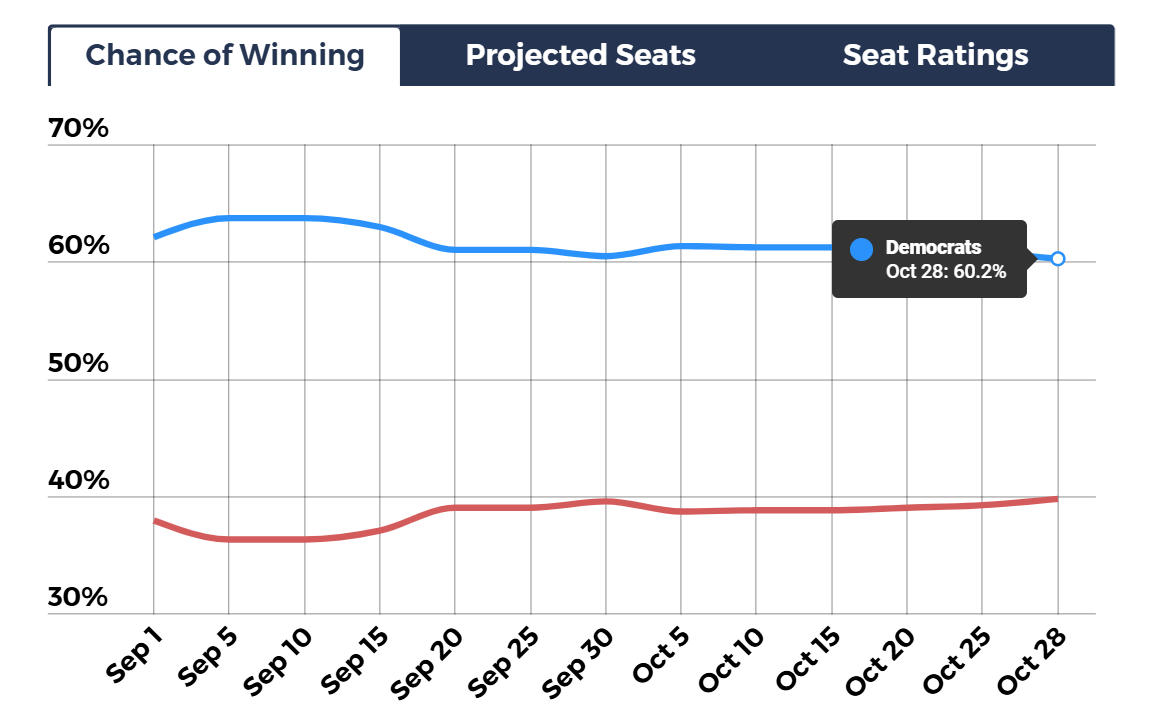 Chance of Winning
Projected Seats
Seat Ratings
70%
60%
50%
40%
30%
Democrats
Oct 28: 60.2%
Sep 1
Sep 5
Sep 10
Sep 15
Sep 20
Sep 25
Sep 30
Oct 5
Oct 10
Oct 15
Oct 20
Oct 25
Oct 28